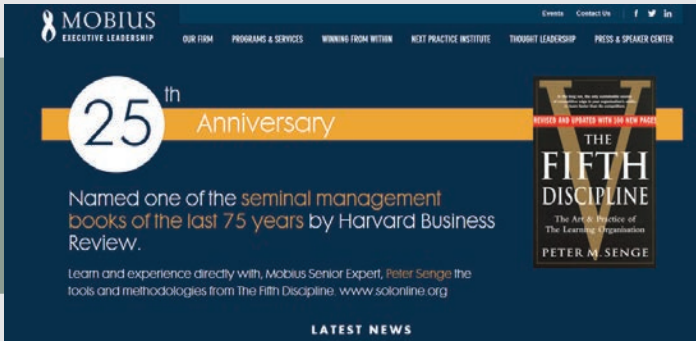 Events Contact Us f in
MOBIUS
EXECUTIVE LEADERSHIP
OUR FIRM PROGRAMS & SERVICES WINNING FROM WITHIN NEXT PRACTICE INSTITUTE THOUGHT LEADERSHIP PRESS & SPEAKER CENTER
25th
Anniversary
Named one of the seminal management
books of the last 75 years by Harvard Business
Review.
Learn and experience directly with, Mobius Senior Expert, Peter Senge the
tools and methodologies from The Fifth Discipline. www.solonline.org
REVISED AND UPDATED WITH 100 NEW PAGES
THE
FIFTH
DISCIPLINE
The Art & Practice of
The Learning Organisation
PETER M. SENGE
LATEST NEWS